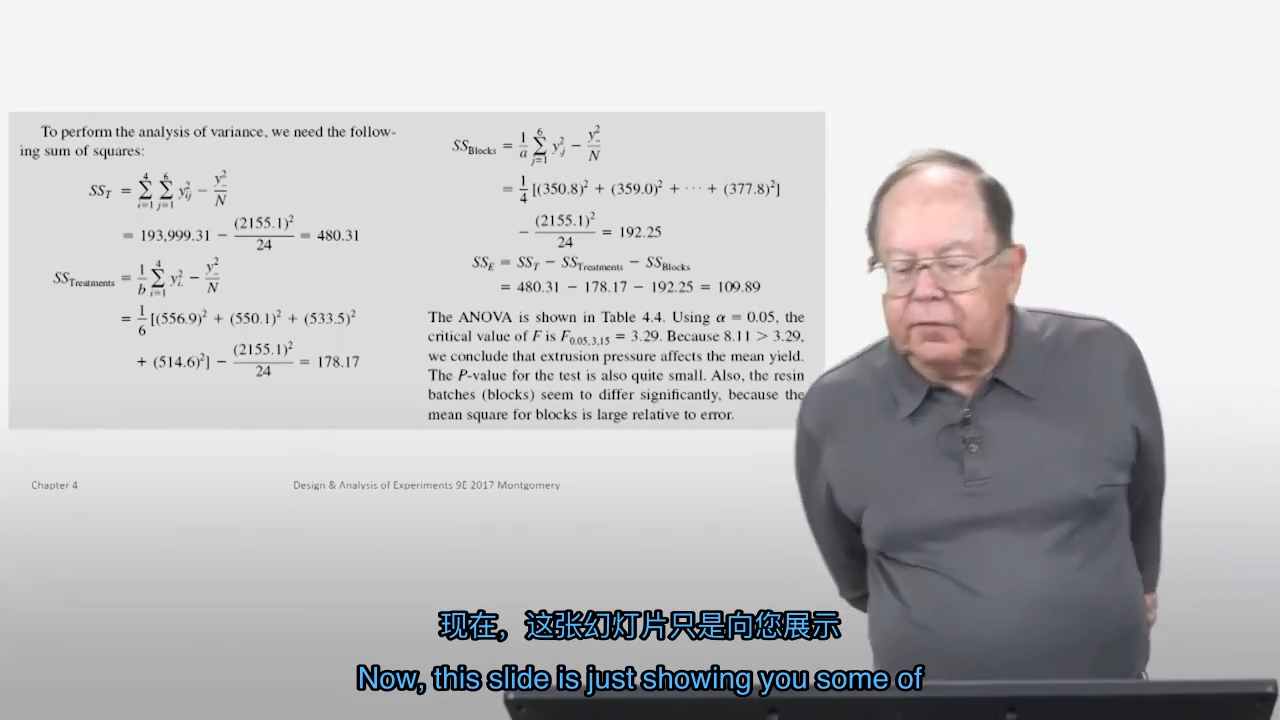 To perform the analysis of variance, we need the follow-
ing sum of squares:
SS_T = ∑_{i=1}^{4} ∑_{j=1}^{6} y_{ij}^2 − y_{..}^2/N
= 193,999.31 − (2155.1)^2/24 = 480.31
SS_Treatments = 1/b ∑_{i=1}^{4} y_{i.}^2 − y_{..}^2/N
= 1/6 [(556.9)^2 + (550.1)^2 + (533.5)^2
+ (514.6)^2] − (2155.1)^2/24 = 178.17
SS_Blocks = 1/a ∑_{j=1}^{6} y_{.j}^2 − y_{..}^2/N
= 1/4 [(350.8)^2 + (359.0)^2 + ··· + (377.8)^2]
− (2155.1)^2/24 = 192.25
SS_E = SS_T − SS_Treatments − SS_Blocks
= 480.31 − 178.17 − 192.25 = 109.89
The ANOVA is shown in Table 4.4. Using α = 0.05, the
critical value of F is F_{0.05,3,15} = 3.29. Because 8.11 > 3.29,
we conclude that extrusion pressure affects the mean yield.
The P-value for the test is also quite small. Also, the resin
batches (blocks) seem to differ significantly, because the
mean square for blocks is large relative to error.
Chapter 4
Design & Analysis of Experiments 9E 2017 Montgomery
现在，这张幻灯片只是向您展示
Now, this slide is just showing you some of